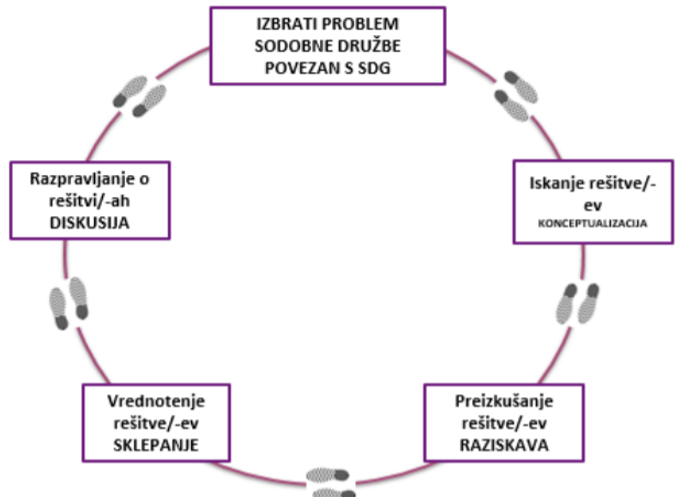 IZBRATI PROBLEM
SODOBNE DRUŽBE
POVEZAN S SDG
Iskanje rešitve/-
ev
KONCEPTUALIZACIJA
Preizkušanje
rešitve/-ev
RAZISKAVA
Vrednotenje
rešitve/-ev
SKLEPANJE
Razpravljanje o
rešitvi/-ah
DISKUSIJA